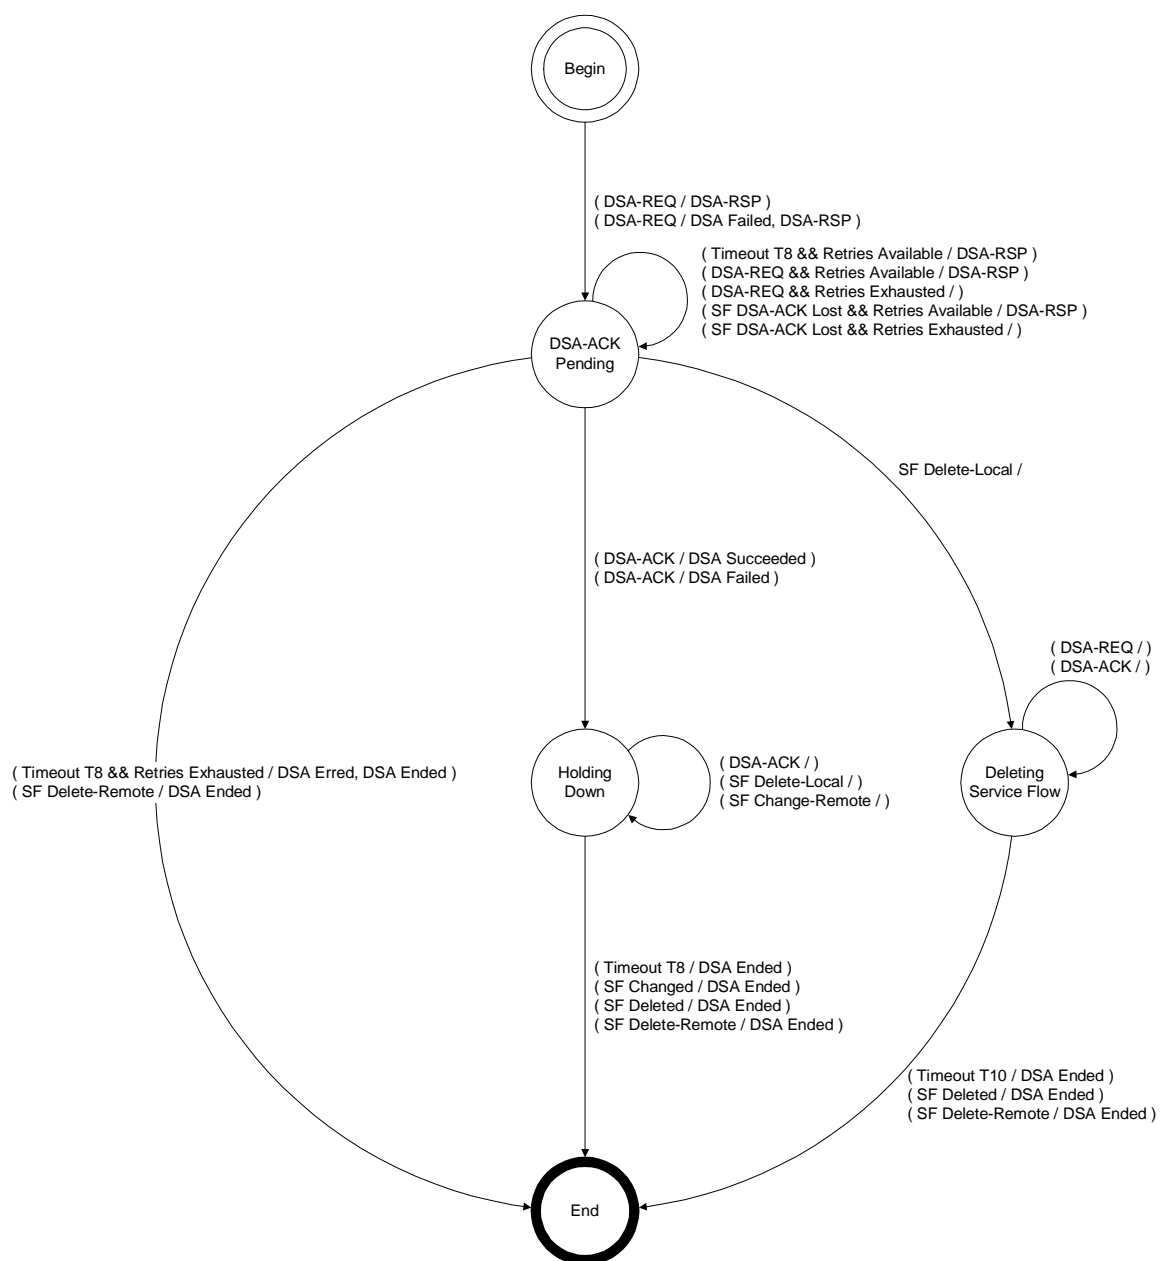 Begin
( DSA-REQ / DSA-RSP )
( DSA-REQ / DSA Failed, DSA-RSP )
( Timeout T8 && Retries Available / DSA-RSP )
( DSA-REQ && Retries Available / DSA-RSP )
( DSA-REQ && Retries Exhausted / )
( SF DSA-ACK Lost && Retries Available / DSA-RSP )
( SF DSA-ACK Lost && Retries Exhausted / )
DSA-ACK
Pending
SF Delete-Local /
( DSA-ACK / DSA Succeeded )
( DSA-ACK / DSA Failed )
( DSA-REQ / )
( DSA-ACK / )
( Timeout T8 && Retries Exhausted / DSA Erred, DSA Ended )
( SF Delete-Remote / DSA Ended )
Holding
Down
( DSA-ACK / )
( SF Delete-Local / )
( SF Change-Remote / )
Deleting
Service Flow
( Timeout T8 / DSA Ended )
( SF Changed / DSA Ended )
( SF Deleted / DSA Ended )
( SF Delete-Remote / DSA Ended )
( Timeout T10 / DSA Ended )
( SF Deleted / DSA Ended )
( SF Delete-Remote / DSA Ended )
End